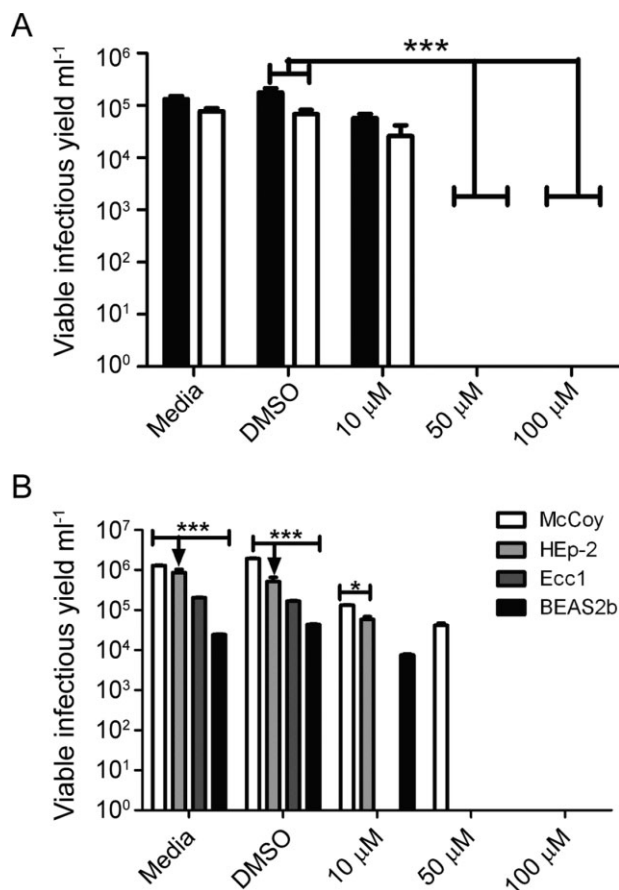 A
***
Viable infectious yield ml⁻¹
10⁶
10⁵
10⁴
10³
10²
10¹
10⁰
Media
DMSO
10 µM
50 µM
100 µM
B
***
***
*
McCoy
HEp-2
Ecc1
BEAS2b
Viable infectious yield ml⁻¹
10⁷
10⁶
10⁵
10⁴
10³
10²
10¹
10⁰
Media
DMSO
10 µM
50 µM
100 µM